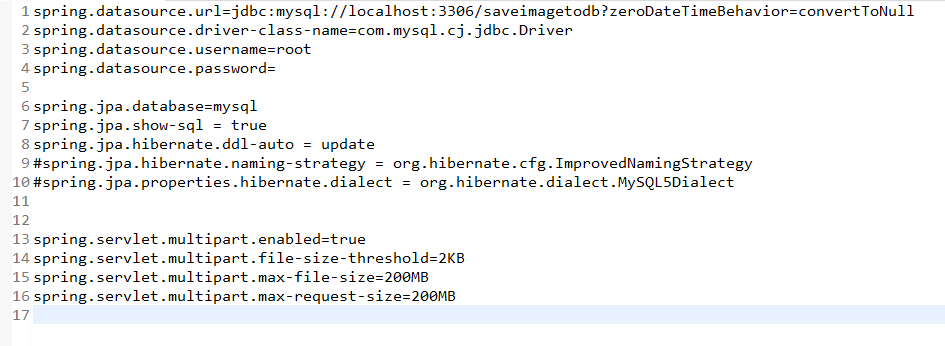 1 spring.datasource.url=jdbc:mysql://localhost:3306/saveimagetodb?zeroDateTimeBehavior=convertToNull
2 spring.datasource.driver-class-name=com.mysql.cj.jdbc.Driver
3 spring.datasource.username=root
4 spring.datasource.password=
5
6 spring.jpa.database=mysql
7 spring.jpa.show-sql = true
8 spring.jpa.hibernate.ddl-auto = update
9 #spring.jpa.hibernate.naming-strategy = org.hibernate.cfg.ImprovedNamingStrategy
10 #spring.jpa.properties.hibernate.dialect = org.hibernate.dialect.MySQL5Dialect
11
12
13 spring.servlet.multipart.enabled=true
14 spring.servlet.multipart.file-size-threshold=2KB
15 spring.servlet.multipart.max-file-size=200MB
16 spring.servlet.multipart.max-request-size=200MB
17